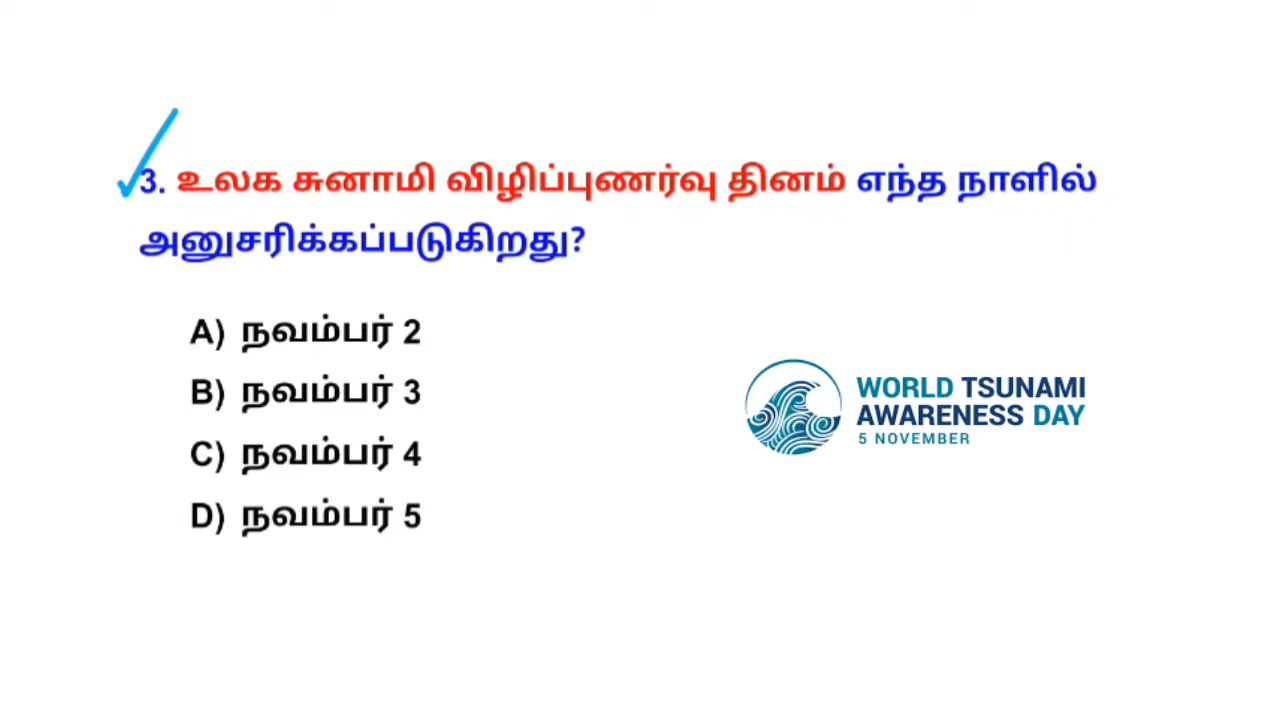 3. உலக சுனாமி விழிப்புணர்வு தினம் எந்த நாளில்
அனுசரிக்கப்படுகிறது?
A) நவம்பர் 2
B) நவம்பர் 3
C) நவம்பர் 4
D) நவம்பர் 5
WORLD TSUNAMI
AWARENESS DAY
5 NOVEMBER